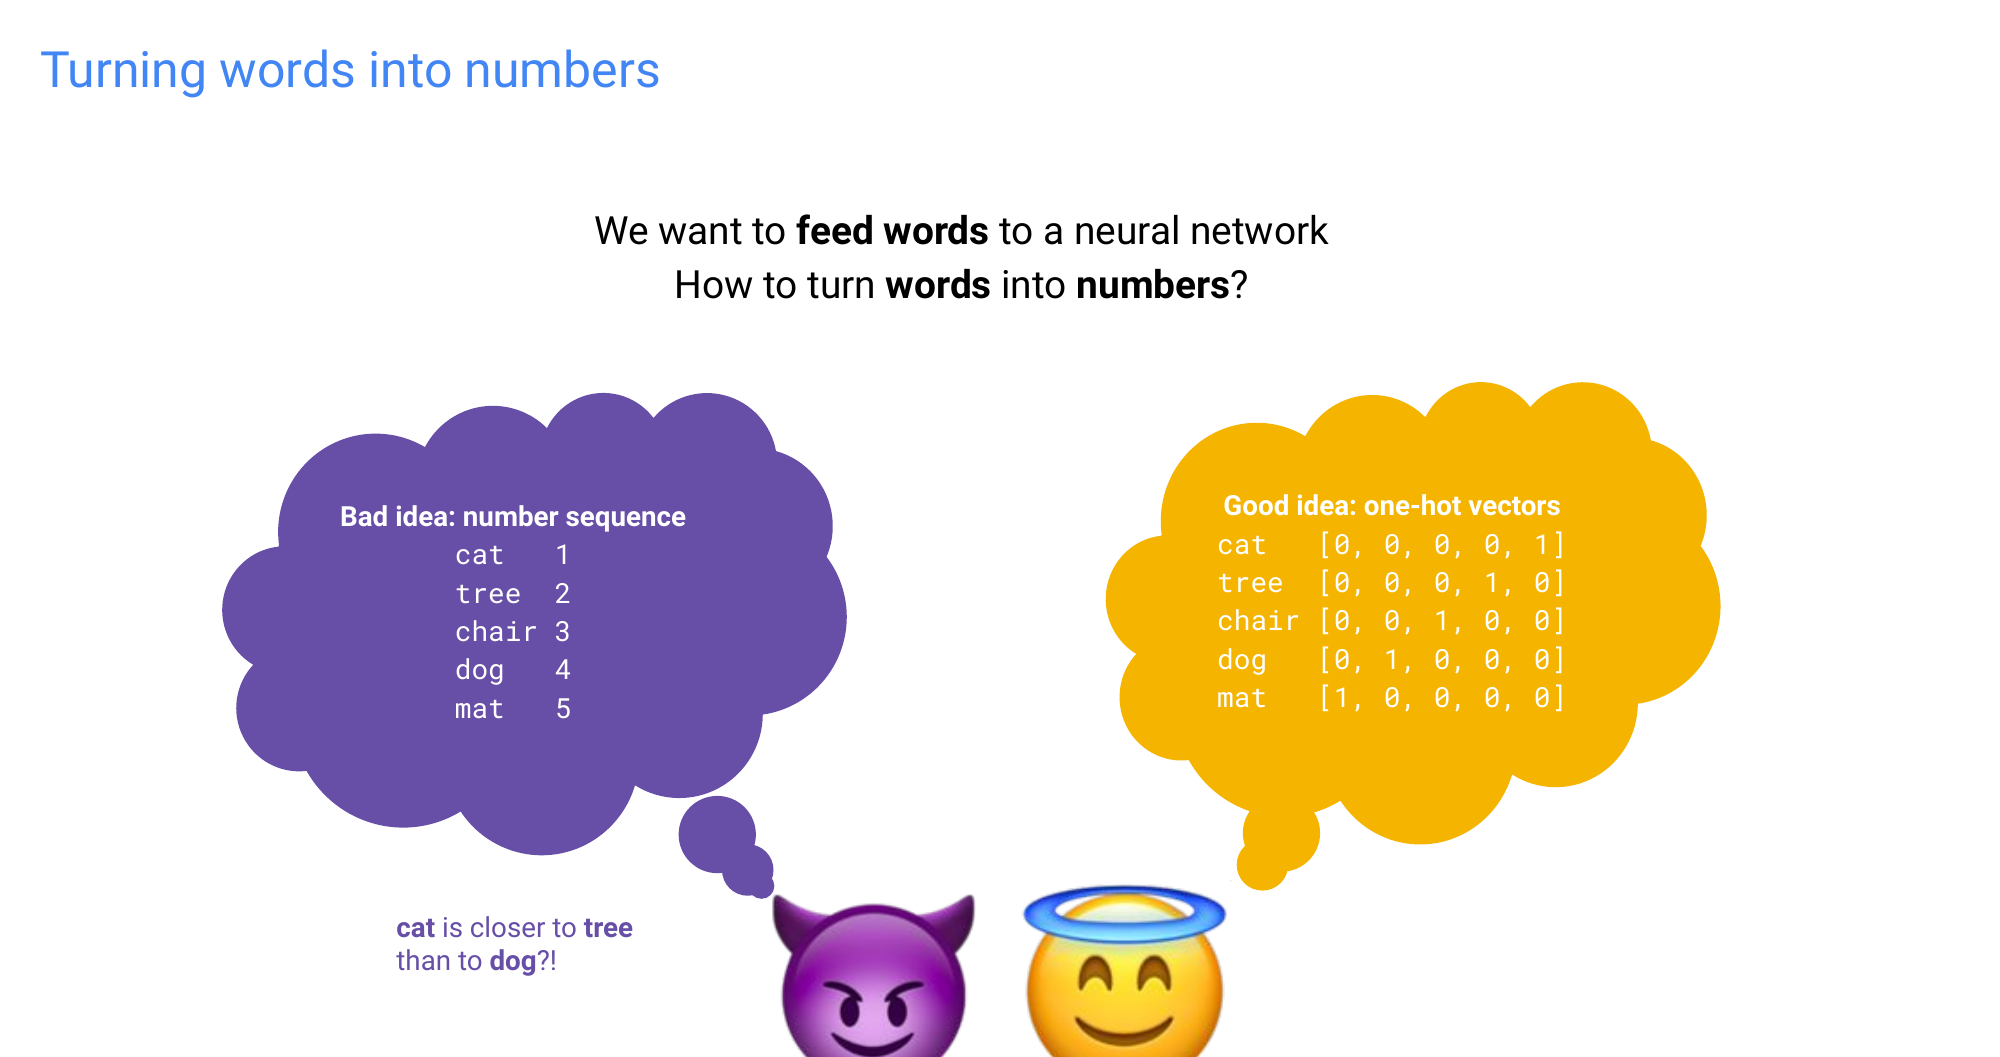 Turning words into numbers
We want to feed words to a neural network
How to turn words into numbers?
Bad idea: number sequence
cat 1
tree 2
chair 3
dog 4
mat 5
Good idea: one-hot vectors
cat [0, 0, 0, 0, 1]
tree [0, 0, 0, 1, 0]
chair [0, 0, 1, 0, 0]
dog [0, 1, 0, 0, 0]
mat [1, 0, 0, 0, 0]
cat is closer to tree
than to dog?!